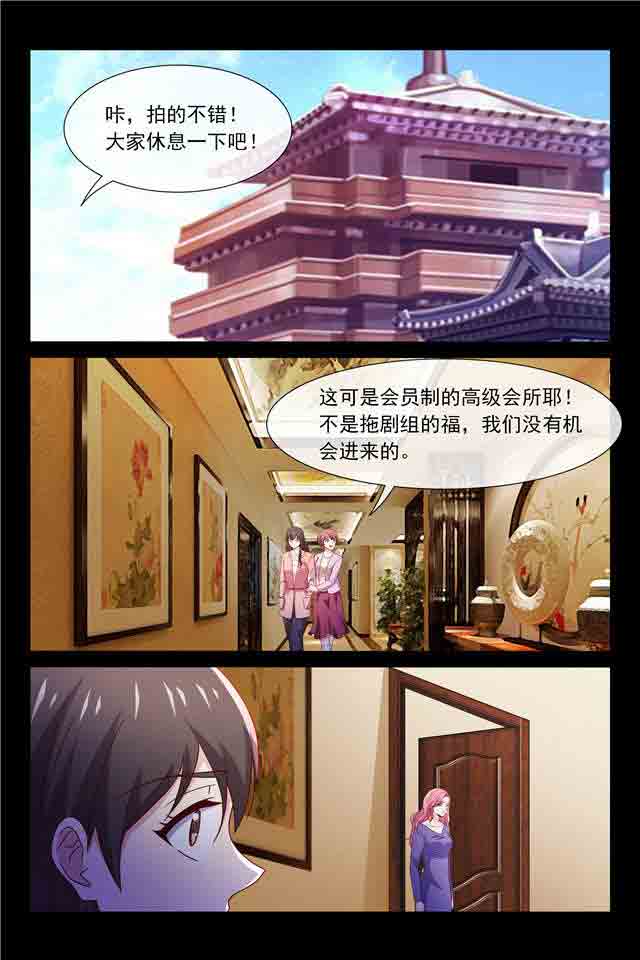 咔，拍的不错！
大家休息一下吧！
这可是会员制的高级会所耶！
不是拖剧组的福，我们没有机
会进来的。